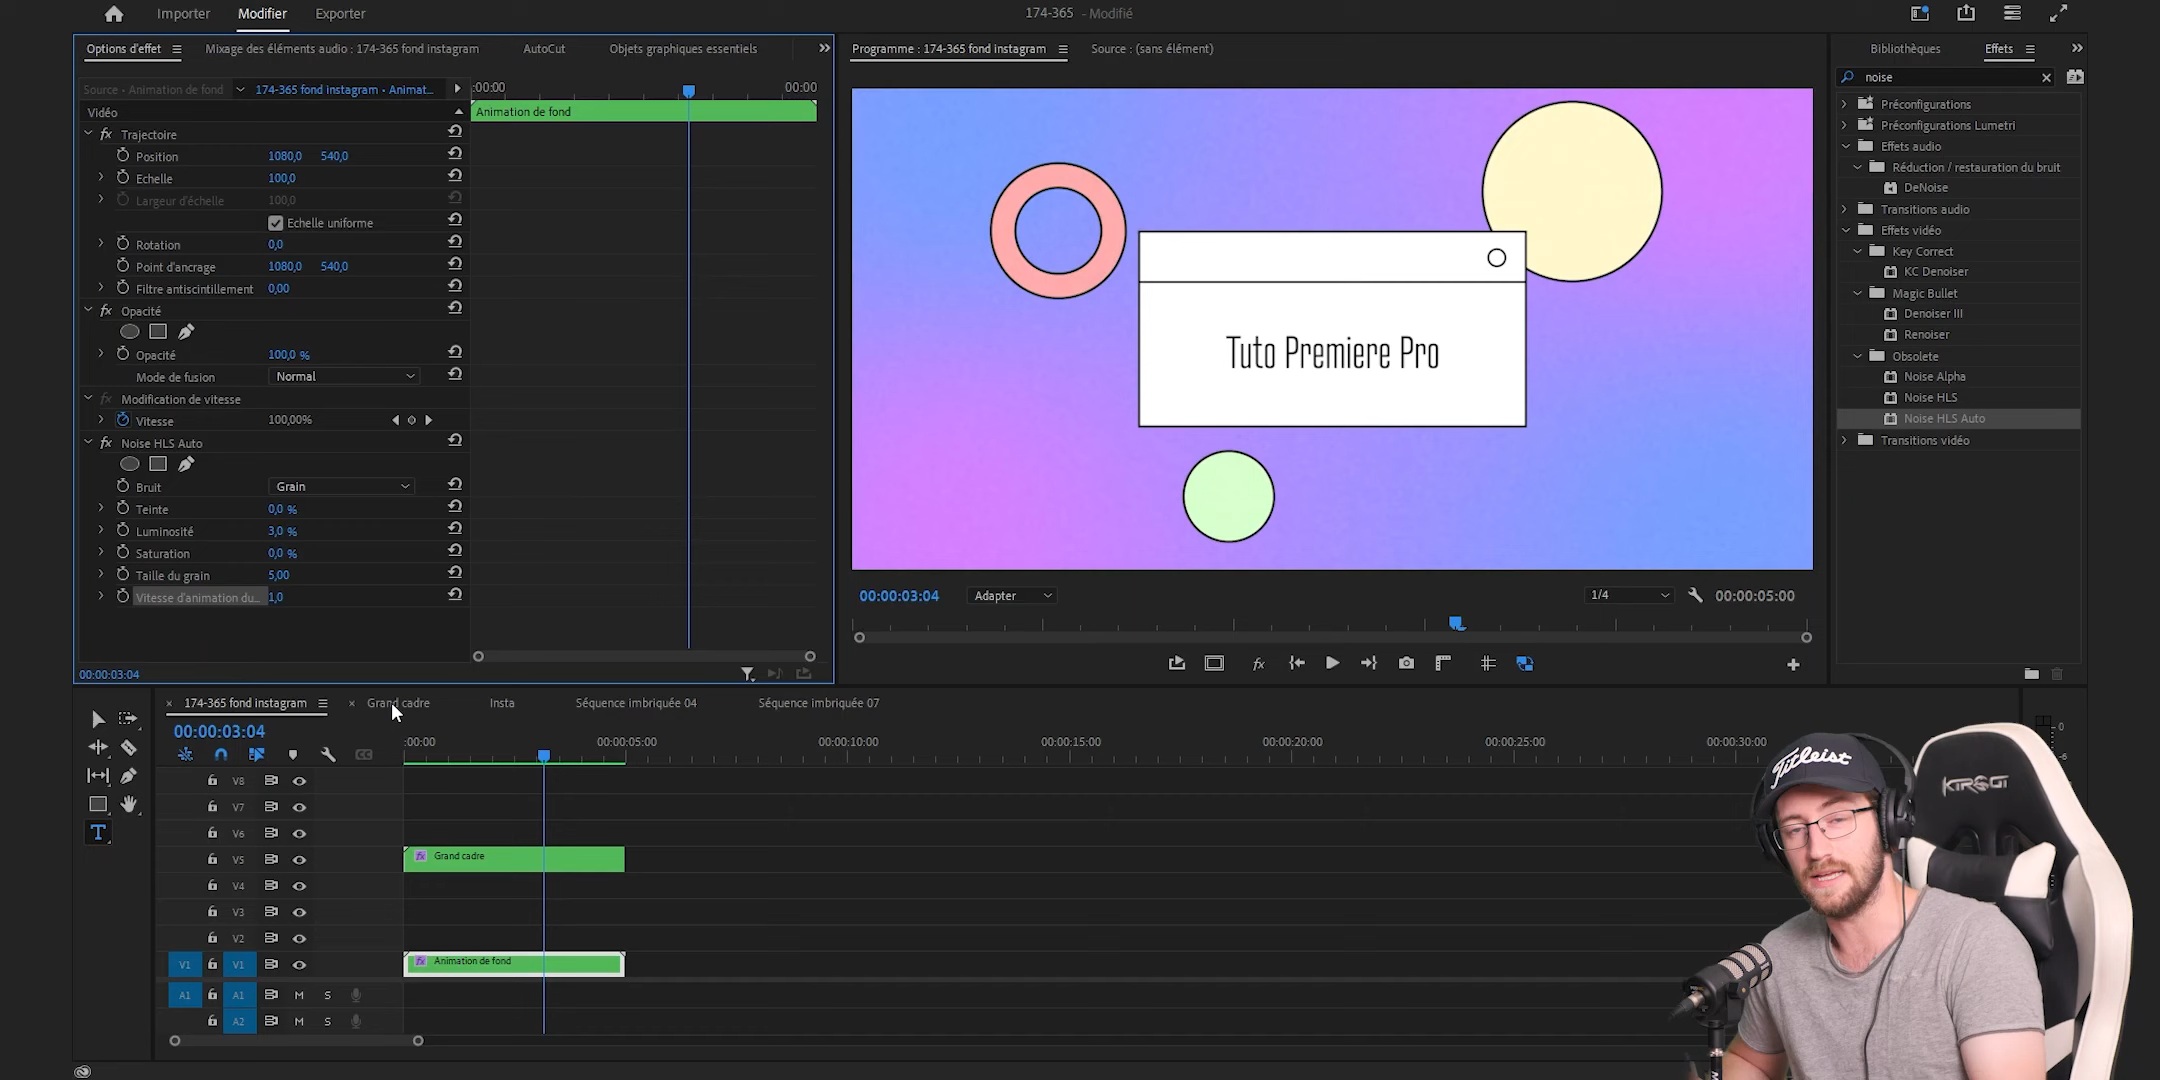 Importer
Modifier
Exporter
174-365 - Modifié
Options d'effet
Mixage des éléments audio : 174-365 fond instagram
AutoCut
Objets graphiques essentiels
Source • Animation de fond
174-365 fond instagram • Animat...
:00:00
00:00
Animation de fond
Vidéo
fx Trajectoire
Position 1080,0 540,0
Echelle 100,0
Largeur d'échelle 100,0
Echelle uniforme
Rotation 0,0
Point d'ancrage 1080,0 540,0
Filtre antiscintillement 0,00
fx Opacité
Opacité 100,0 %
Mode de fusion Normal
fx Modification de vitesse
Vitesse 100,00%
fx Noise HLS Auto
Bruit Grain
Teinte 0,0 %
Luminosité 3,0 %
Saturation 0,0 %
Taille du grain 5,00
Vitesse d'animation du... 1,0
00:00:03:04
Programme : 174-365 fond instagram
Source : (sans élément)
Tuto Premiere Pro
00:00:03:04
Adapter
1/4
00:00:05:00
fx
Bibliothèques
Effets
noise
Préconfigurations
Préconfigurations Lumetri
Effets audio
Réduction / restauration du bruit
DeNoise
Transitions audio
Effets vidéo
Key Correct
KC Denoiser
Magic Bullet
Denoiser III
Renoiser
Obsolete
Noise Alpha
Noise HLS
Noise HLS Auto
Transitions vidéo
174-365 fond instagram
Grand cadre
Insta
Séquence imbriquée 04
Séquence imbriquée 07
00:00:03:04
:00:00
00:00:05:00
00:00:10:00
00:00:15:00
00:00:20:00
00:00:25:00
00:00:30:00
CC
V8
V7
V6
V5
fx Grand cadre
V4
V3
V2
V1 V1
fx Animation de fond
A1 A1 M S
A2 M S
T
0
-6
Titleist